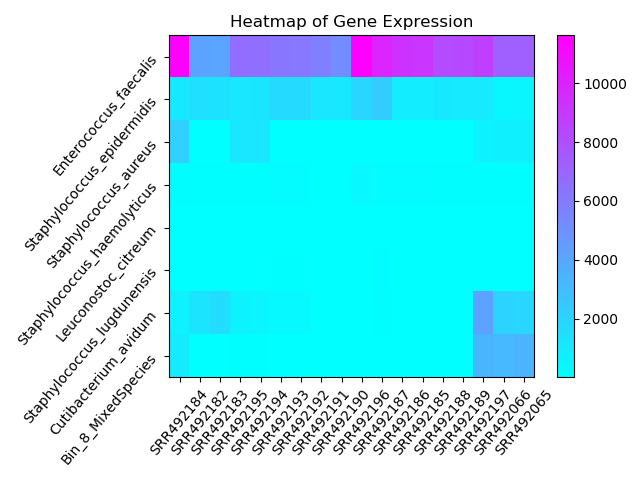 Heatmap of Gene Expression
Enterococcus_faecalis
Staphylococcus_epidermidis
Staphylococcus_aureus
Staphylococcus_haemolyticus
Leuconostoc_citreum
Staphylococcus_lugdunensis
Cutibacterium_avidum
Bin_8_MixedSpecies
SRR492184
SRR492182
SRR492183
SRR492195
SRR492194
SRR492193
SRR492192
SRR492191
SRR492190
SRR492196
SRR492187
SRR492186
SRR492185
SRR492188
SRR492189
SRR492197
SRR492066
SRR492065
10000
8000
6000
4000
2000